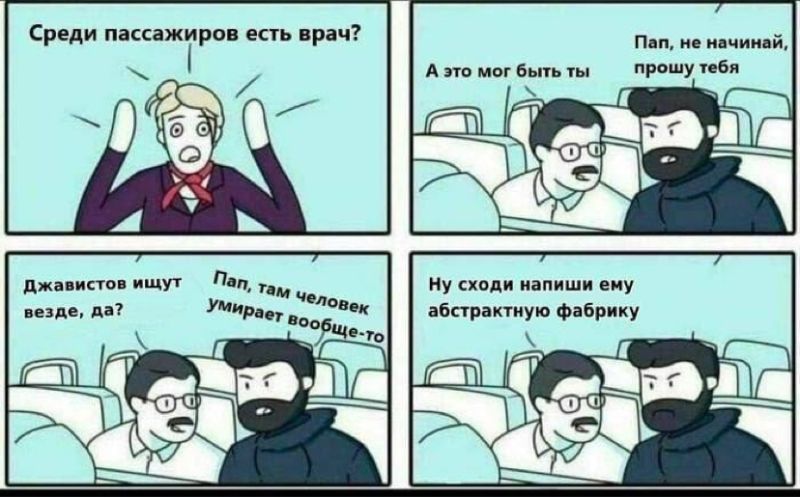 Среди пассажиров есть врач?
А это мог быть ты
Пап, не начинай,
прошу тебя
Джавистов ищут
везде, да?
Пап, там человек
умирает вообще-то
Ну сходи напиши ему
абстрактную фабрику